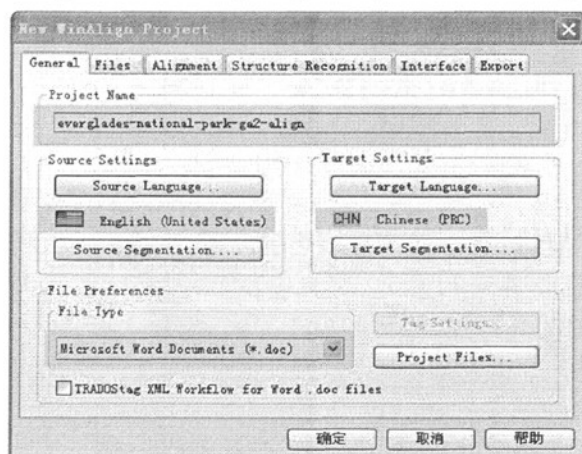 New WinAlign Project
General Files Alignment Structure Recognition Interface Export
Project Name
everglades-national-park-ga2-align
Source Settings
Source Language...
English (United States)
Source Segmentation....
Target Settings
Target Language...
CHN Chinese (PRC)
Target Segmentation....
File Preferences
File Type
Microsoft Word Documents (*.doc)
Tag Settings...
Project Files...
TRADOStag XML Workflow for Word .doc files
确定 取消 帮助